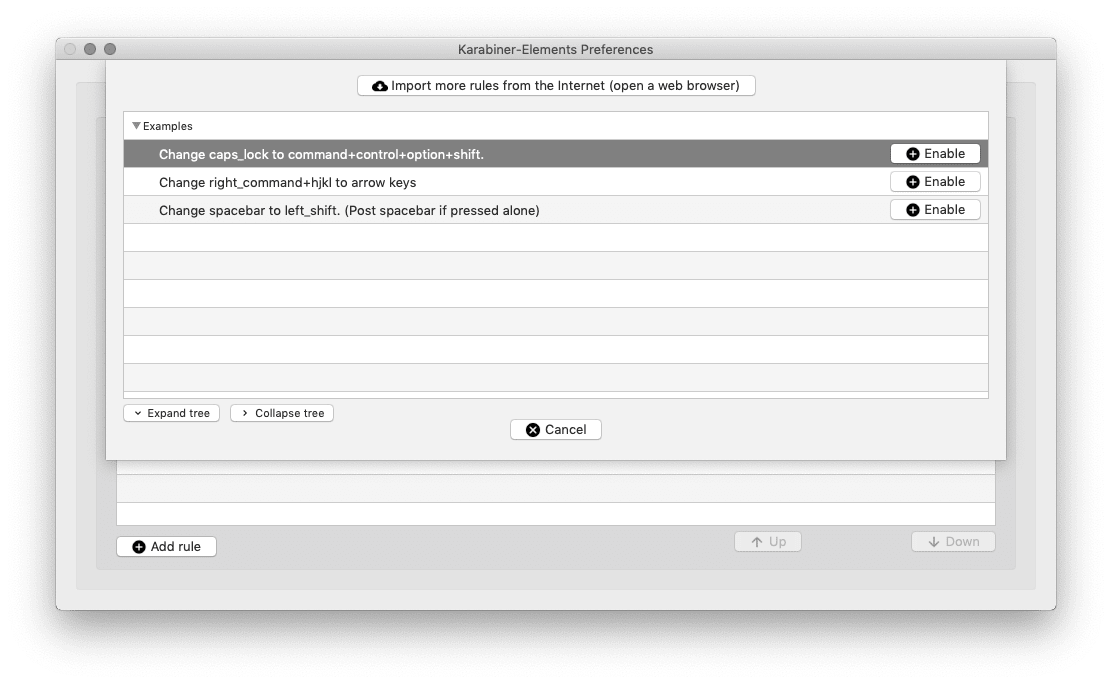 Karabiner-Elements Preferences
Import more rules from the Internet (open a web browser)
Examples
Change caps_lock to command+control+option+shift. Enable
Change right_command+hjkl to arrow keys Enable
Change spacebar to left_shift. (Post spacebar if pressed alone) Enable
Expand tree Collapse tree
Cancel
Add rule Up Down